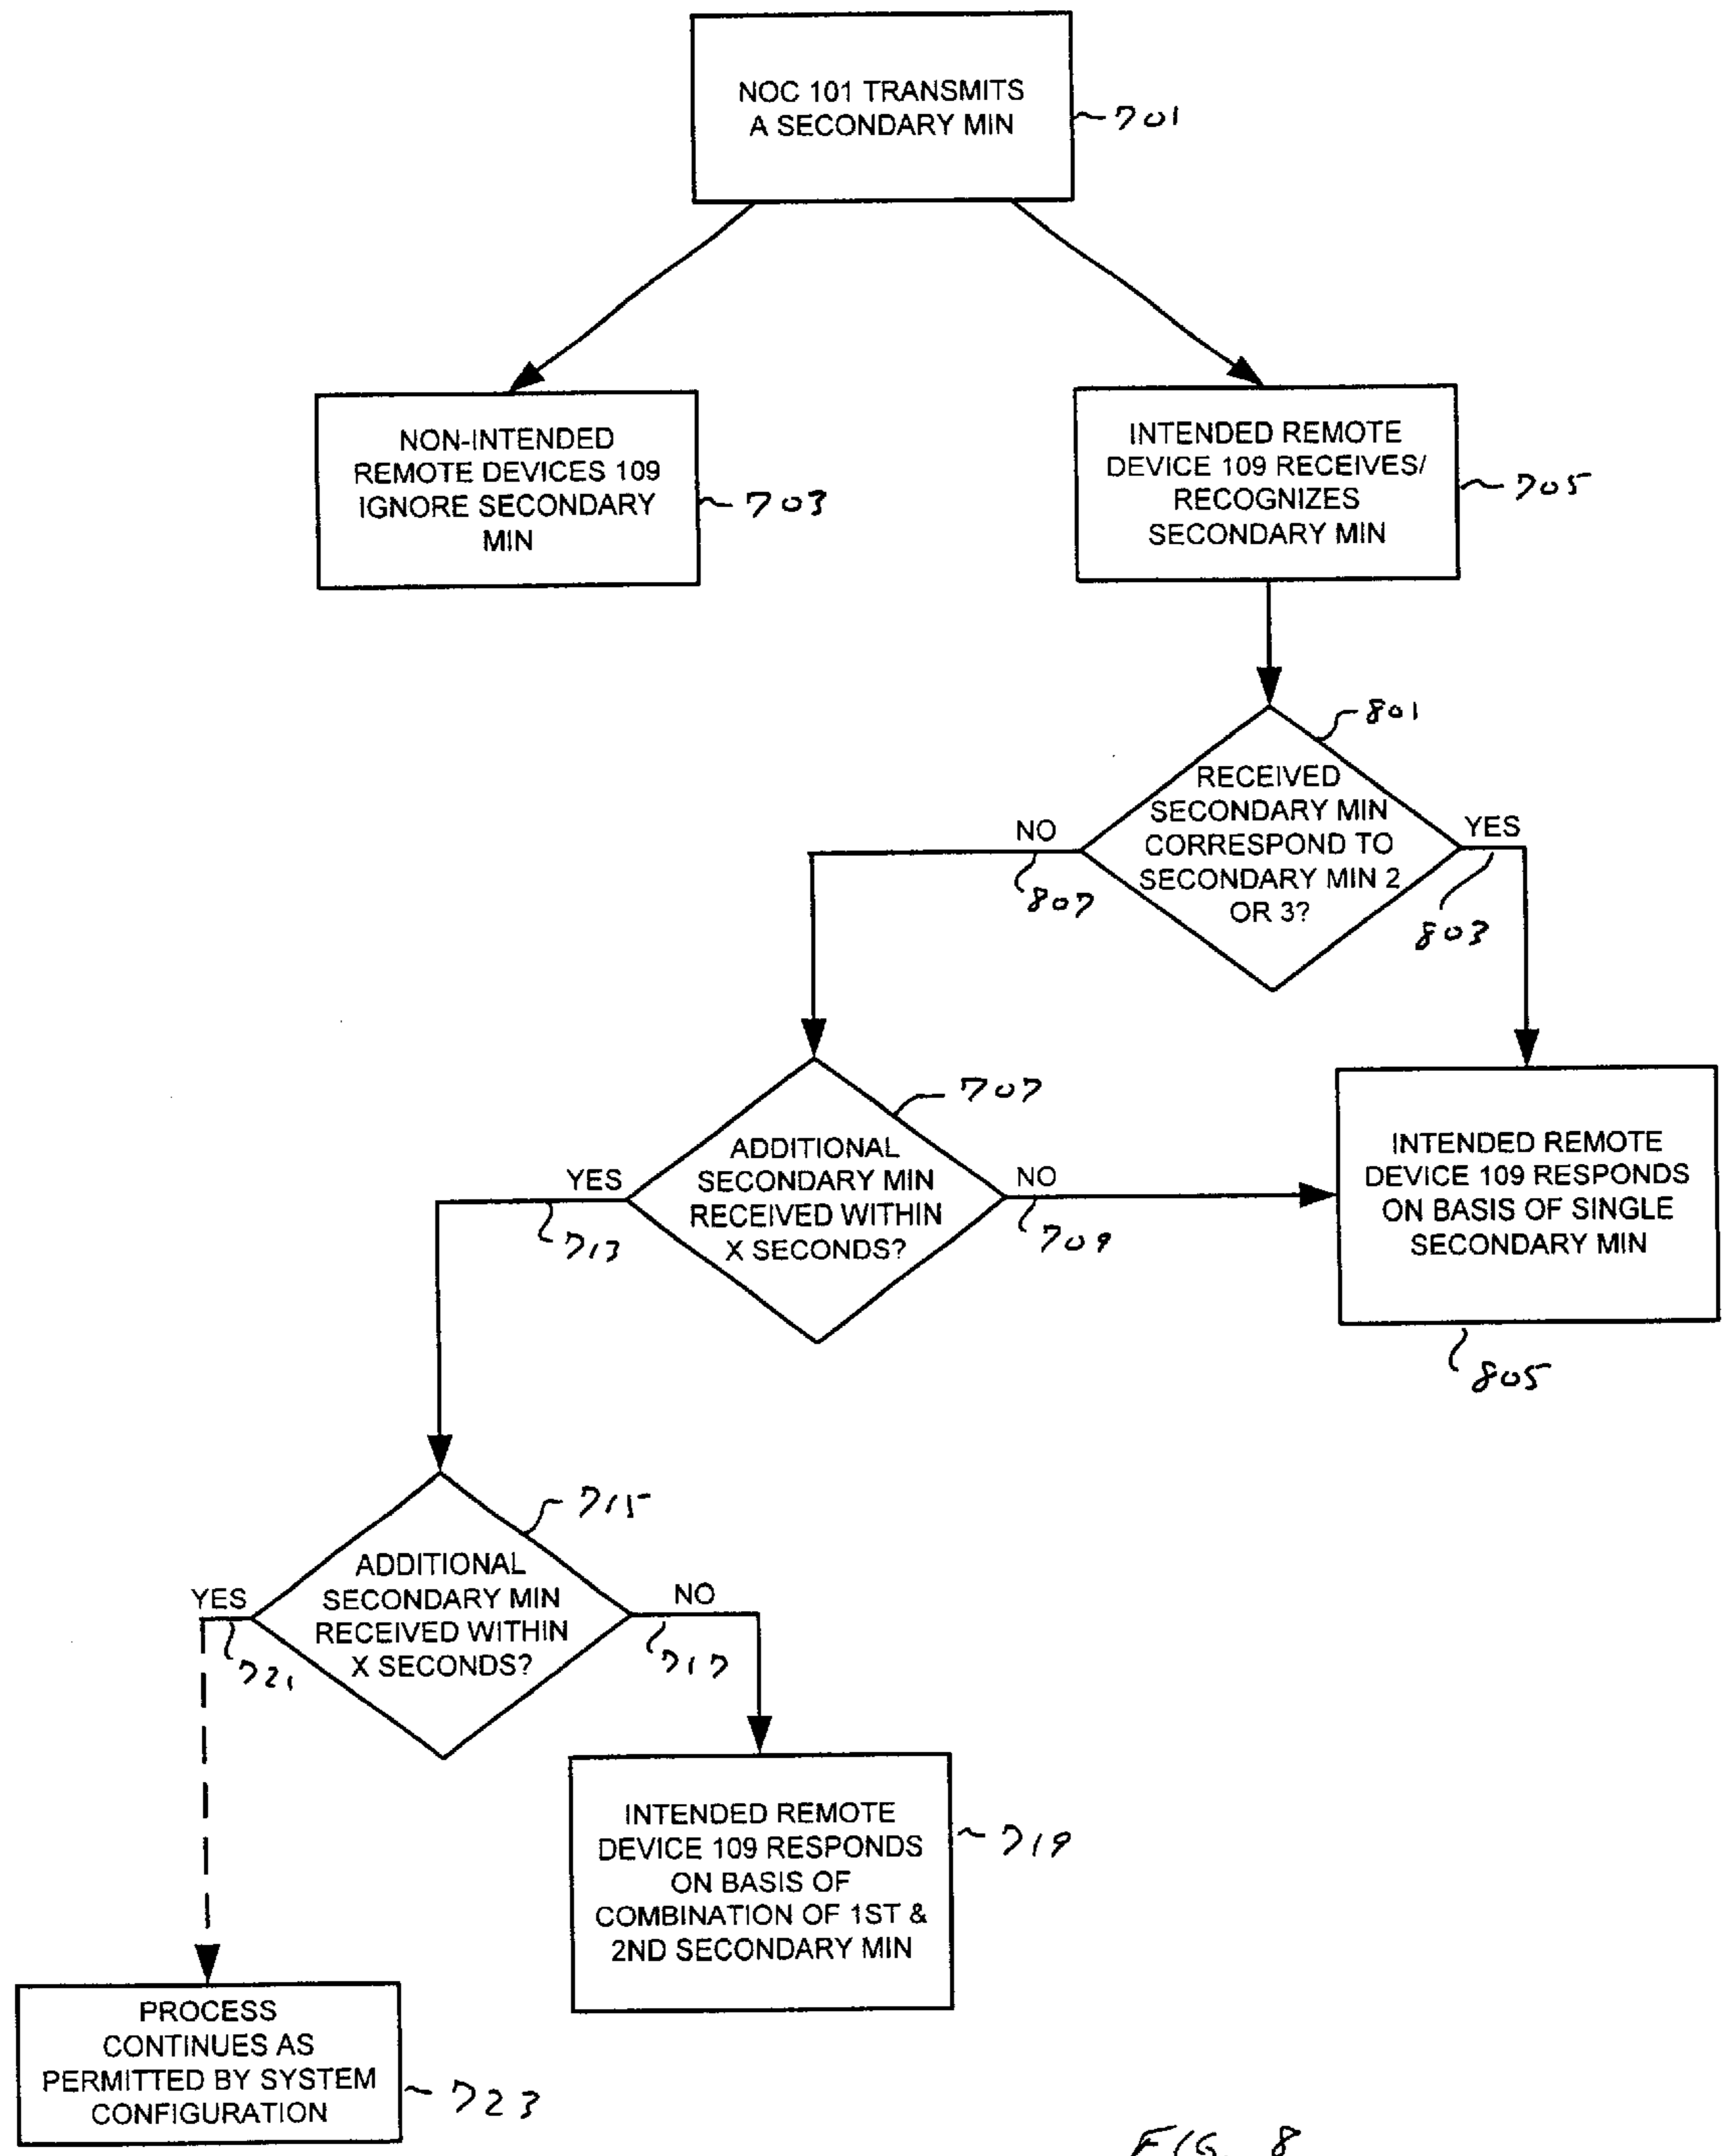 NOC 101 TRANSMITS
A SECONDARY MIN
701
NON-INTENDED
REMOTE DEVICES 109
IGNORE SECONDARY
MIN
703
INTENDED REMOTE
DEVICE 109 RECEIVES/
RECOGNIZES
SECONDARY MIN
705
801
RECEIVED
SECONDARY MIN
CORRESPOND TO
SECONDARY MIN 2
OR 3?
NO
807
YES
803
707
ADDITIONAL
SECONDARY MIN
RECEIVED WITHIN
X SECONDS?
YES
713
NO
709
INTENDED REMOTE
DEVICE 109 RESPONDS
ON BASIS OF SINGLE
SECONDARY MIN
805
715
ADDITIONAL
SECONDARY MIN
RECEIVED WITHIN
X SECONDS?
YES
721
NO
717
INTENDED REMOTE
DEVICE 109 RESPONDS
ON BASIS OF
COMBINATION OF 1ST &
2ND SECONDARY MIN
719
PROCESS
CONTINUES AS
PERMITTED BY SYSTEM
CONFIGURATION
723
FIG. 8